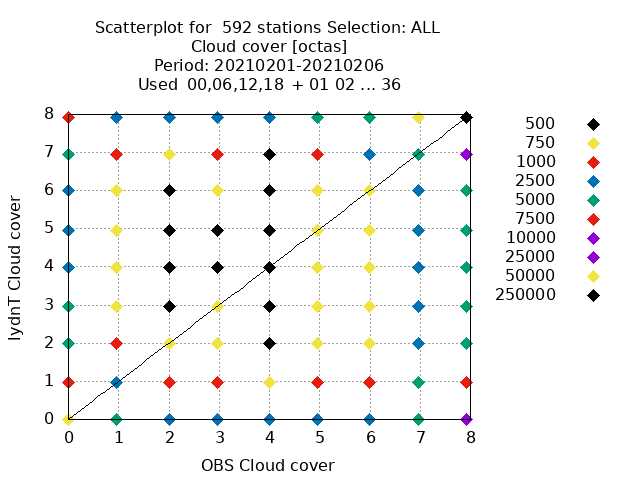 Scatterplot for  592 stations Selection: ALL
Cloud cover [octas]
Period: 20210201-20210206
Used  00,06,12,18  + 01 02 ... 36
8
7
6
5
4
3
2
1
0
IydnT Cloud cover
0 1 2 3 4 5 6 7 8
OBS Cloud cover
500
750
1000
2500
5000
7500
10000
25000
50000
250000